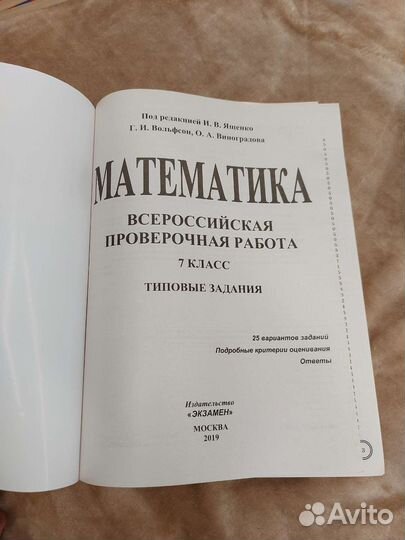 Под редакцией И. В. Ященко
Г. И. Вольфсон, О. А. Виноградова
МАТЕМАТИКА
ВСЕРОССИЙСКАЯ
ПРОВЕРОЧНАЯ РАБОТА
7 КЛАСС
ТИПОВЫЕ ЗАДАНИЯ
25 вариантов заданий
Подробные критерии оценивания
Ответы
Издательство
«ЭКЗАМЕН»
МОСКВА
2019
Avito